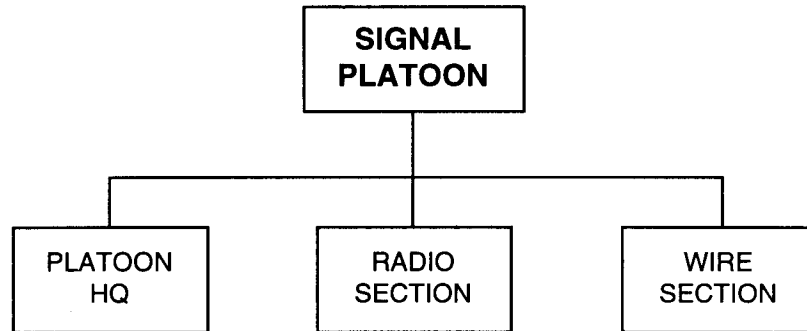 SIGNAL
PLATOON
PLATOON
HQ
RADIO
SECTION
WIRE
SECTION